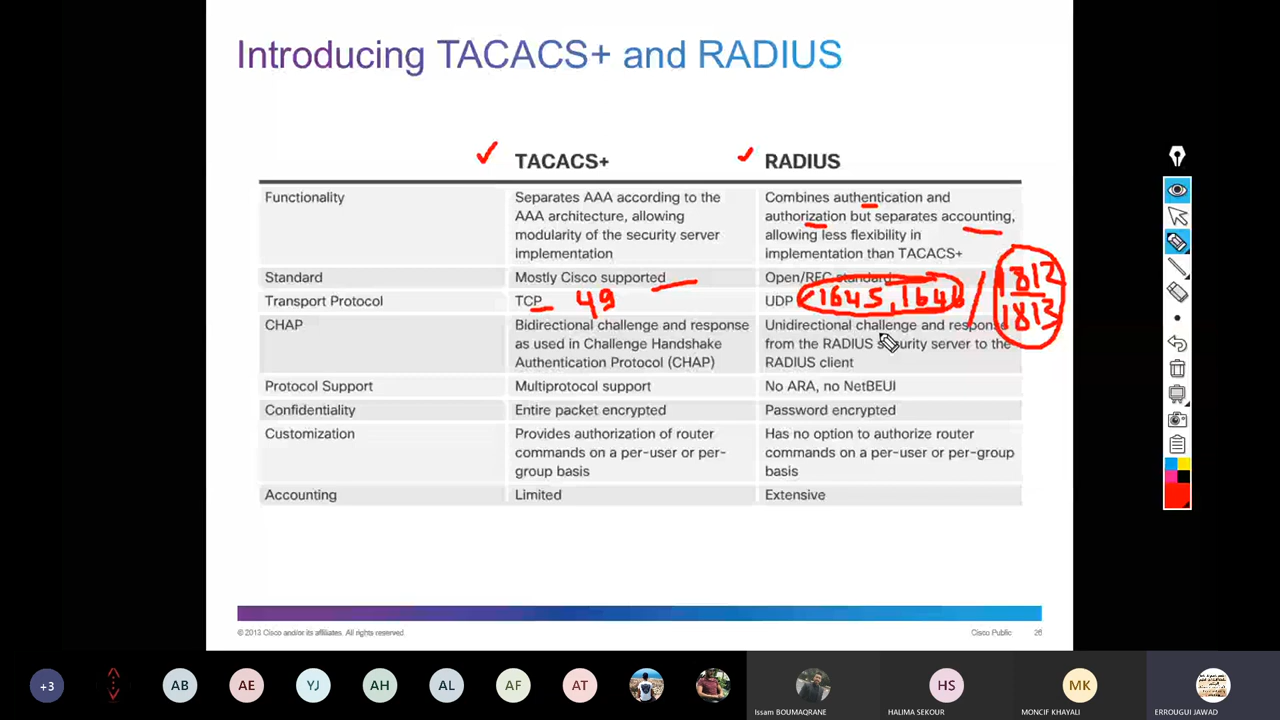 Introducing TACACS+ and RADIUS
TACACS+ RADIUS
Functionality Separates AAA according to the Combines authentication and
AAA architecture, allowing authorization but separates accounting,
modularity of the security server allowing less flexibility in
implementation implementation than TACACS+
Standard Mostly Cisco supported Open/RFC standard
Transport Protocol TCP 49 UDP 1645, 1646 / 1812
1813
CHAP Bidirectional challenge and response Unidirectional challenge and response
as used in Challenge Handshake from the RADIUS security server to the
Authentication Protocol (CHAP) RADIUS client
Protocol Support Multiprotocol support No ARA, no NetBEUI
Confidentiality Entire packet encrypted Password encrypted
Customization Provides authorization of router Has no option to authorize router
commands on a per-user or per- commands on a per-user or per-group
group basis basis
Accounting Limited Extensive
© 2013 Cisco and/or its affiliates. All rights reserved Cisco Public 26
+3 AB AE YJ AH AL AF AT HS MK
Issam BOUMAQRANE HALIMA SEKOUR MONCIF KHAYALI ERROUGUI JAWAD